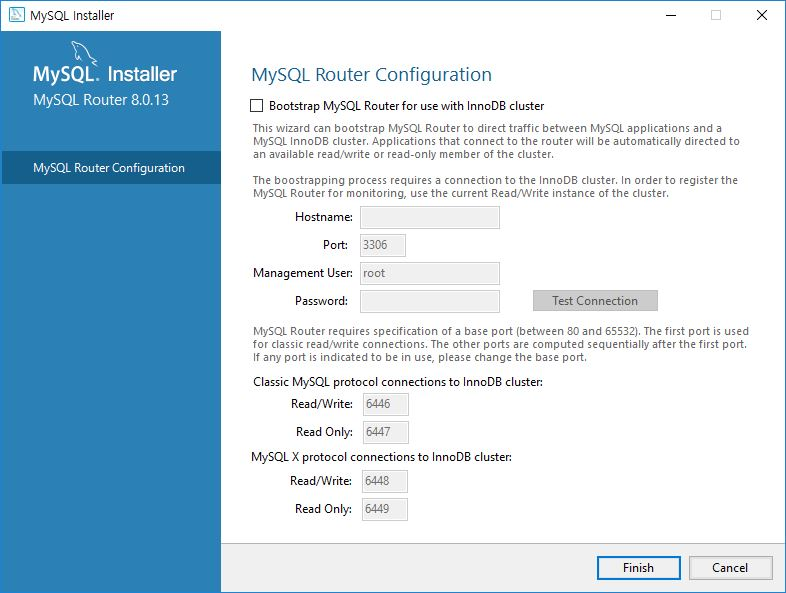 MySQL Installer
MySQL. Installer
MySQL Router 8.0.13
MySQL Router Configuration
MySQL Router Configuration
Bootstrap MySQL Router for use with InnoDB cluster
This wizard can bootstrap MySQL Router to direct traffic between MySQL applications and a
MySQL InnoDB cluster. Applications that connect to the router will be automatically directed to
an available read/write or read-only member of the cluster.
The boostrapping process requires a connection to the InnoDB cluster. In order to register the
MySQL Router for monitoring, use the current Read/Write instance of the cluster.
Hostname:
Port: 3306
Management User: root
Password: Test Connection
MySQL Router requires specification of a base port (between 80 and 65532). The first port is used
for classic read/write connections. The other ports are computed sequentially after the first port.
If any port is indicated to be in use, please change the base port.
Classic MySQL protocol connections to InnoDB cluster:
Read/Write: 6446
Read Only: 6447
MySQL X protocol connections to InnoDB cluster:
Read/Write: 6448
Read Only: 6449
Finish Cancel